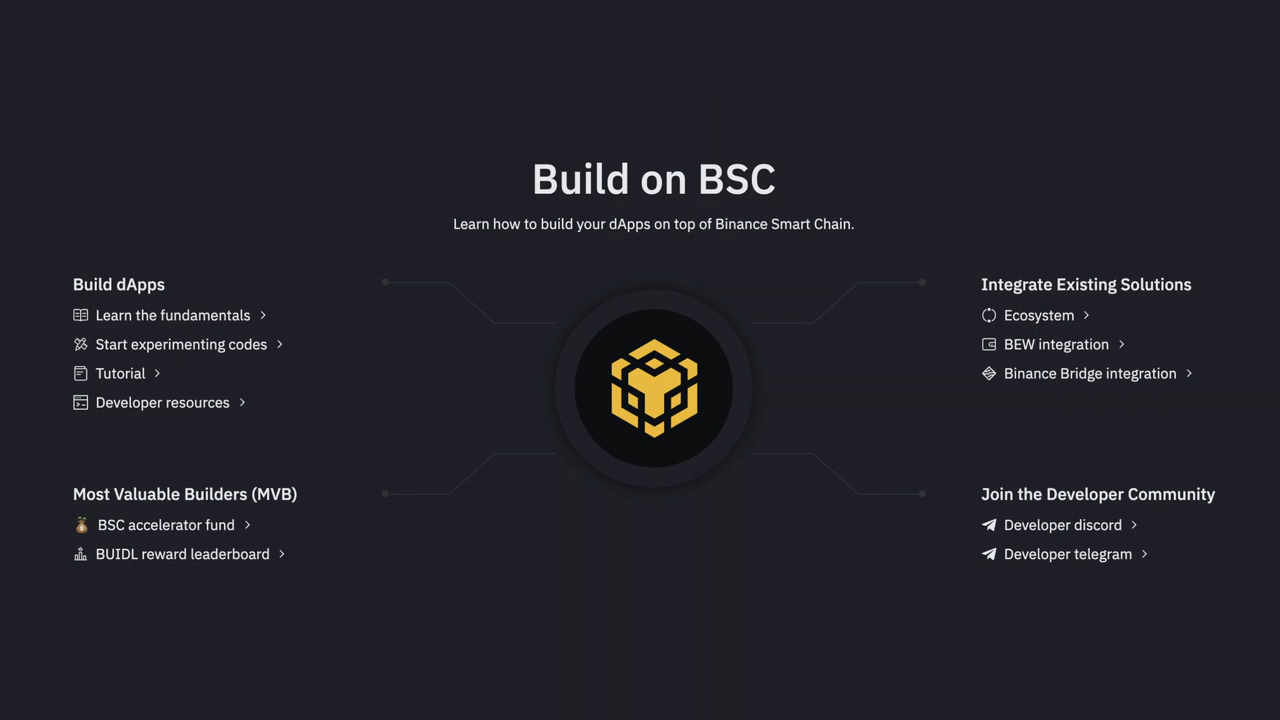 Build on BSC
Learn how to build your dApps on top of Binance Smart Chain.
Build dApps
Learn the fundamentals
Start experimenting codes
Tutorial
Developer resources
Most Valuable Builders (MVB)
BSC accelerator fund
BUIDL reward leaderboard
Integrate Existing Solutions
Ecosystem
BEW integration
Binance Bridge integration
Join the Developer Community
Developer discord
Developer telegram